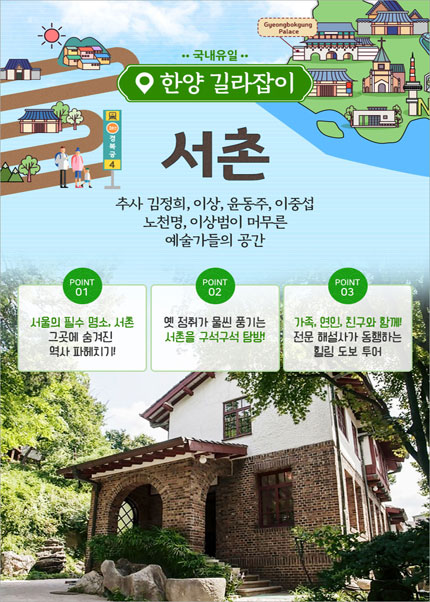 Gyeongbokgung
Palace
•• 국내유일 ••
한양 길라잡이
경복궁
4
서촌
추사 김정희, 이상, 윤동주, 이중섭
노천명, 이상범이 머무른
예술가들의 공간
POINT
01
서울의 필수 명소, 서촌
그곳에 숨겨진
역사 파헤치기!
POINT
02
옛 정취가 물씬 풍기는
서촌을 구석구석 탐방!
POINT
03
가족, 연인, 친구와 함께!
전문 해설사가 동행하는
힐링 도보 투어